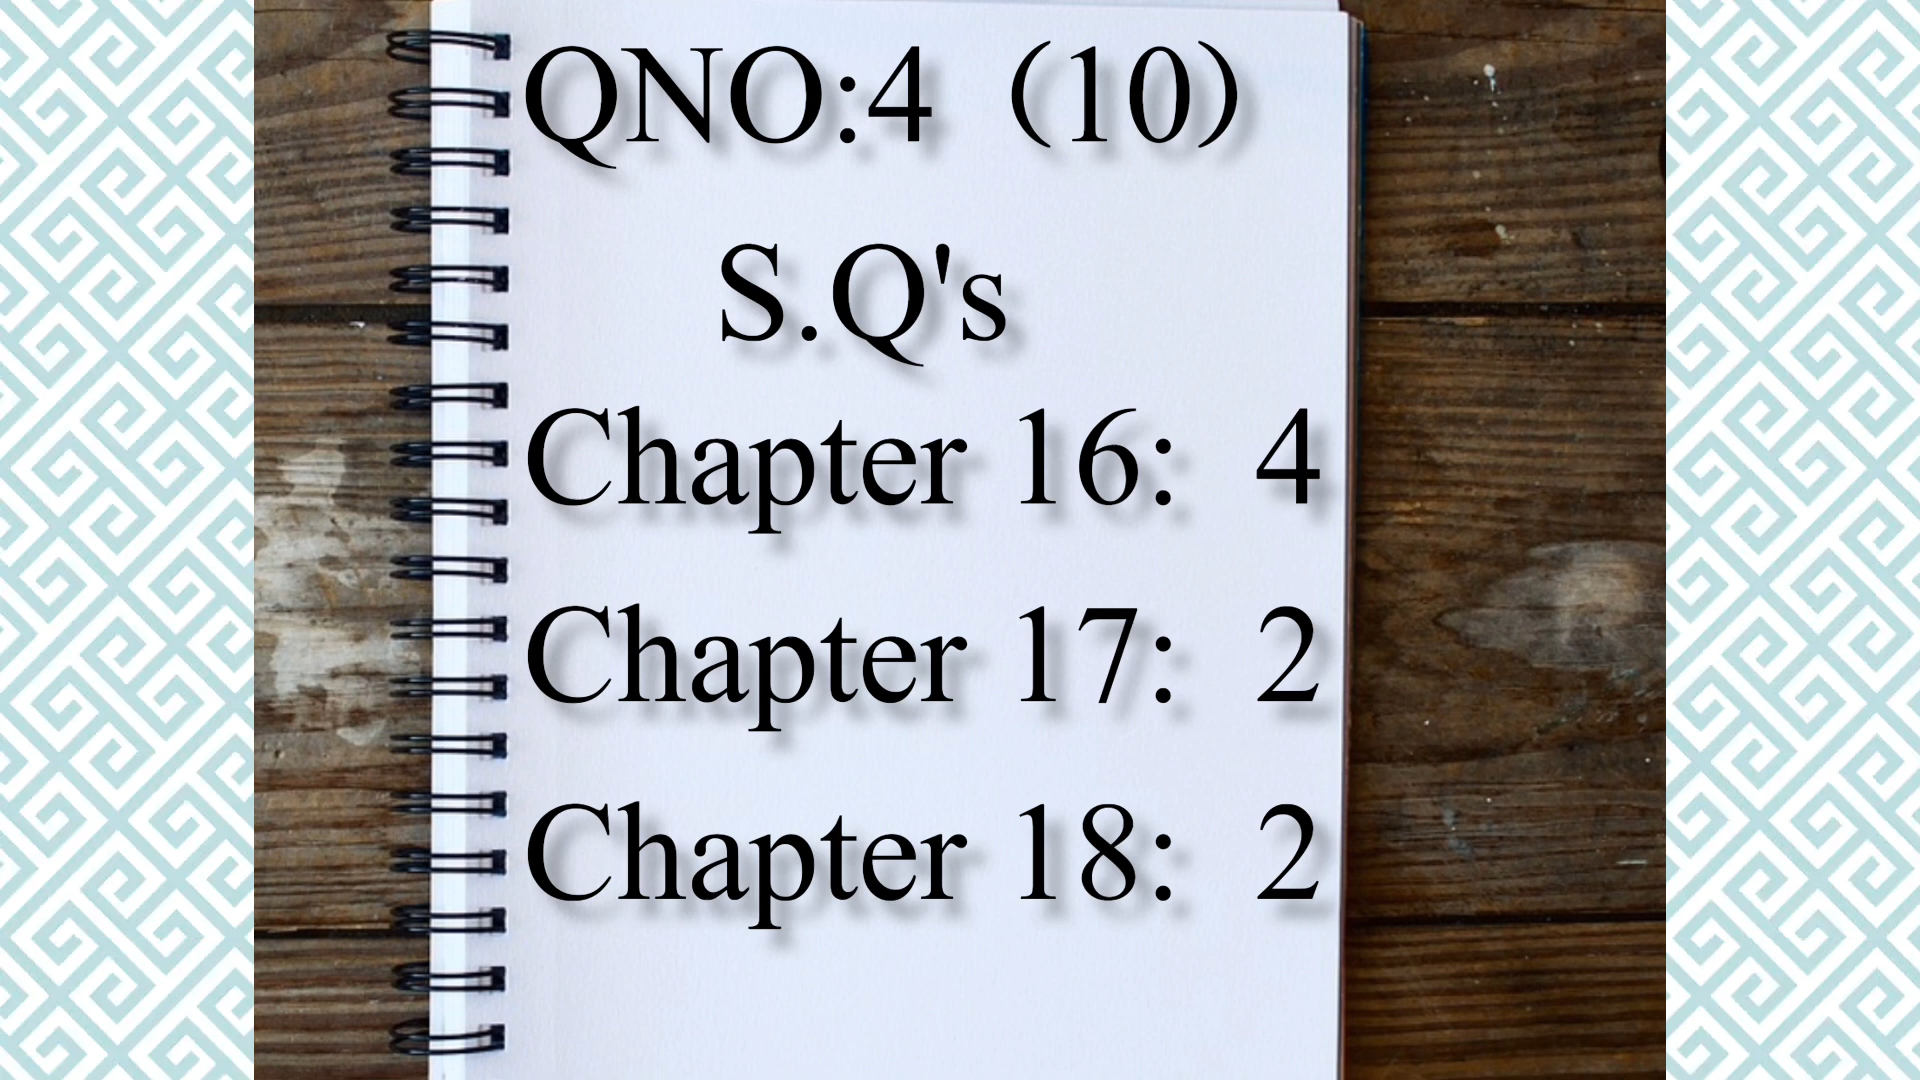 QNO:4 (10)
S.Q's
Chapter 16: 4
Chapter 17: 2
Chapter 18: 2